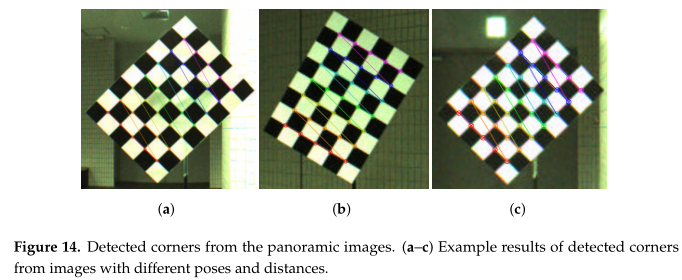 (a)
(b)
(c)
Figure 14. Detected corners from the panoramic images. (a–c) Example results of detected corners
from images with different poses and distances.